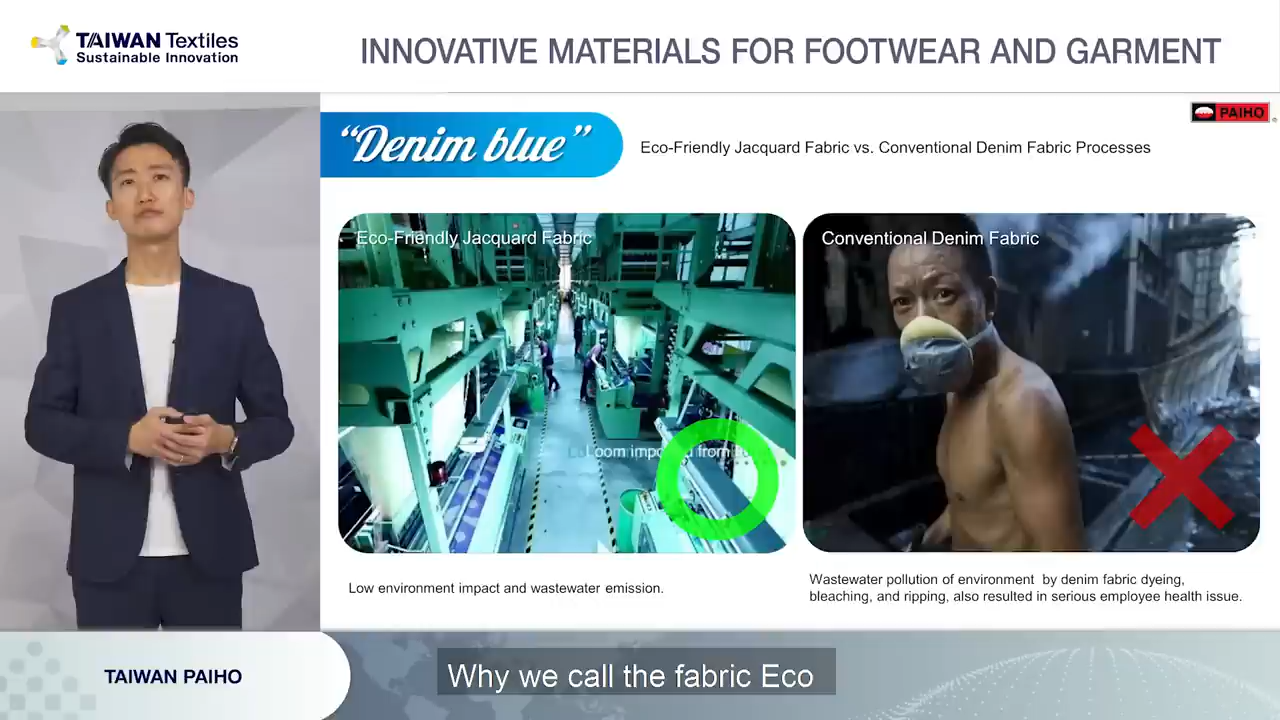 TAIWAN Textiles
Sustainable Innovation
INNOVATIVE MATERIALS FOR FOOTWEAR AND GARMENT
PAIHO
“Denim blue”
Eco-Friendly Jacquard Fabric vs. Conventional Denim Fabric Processes
Eco-Friendly Jacquard Fabric
Conventional Denim Fabric
Loom from
Low environment impact and wastewater emission.
Wastewater pollution of environment by denim fabric dyeing,
bleaching, and ripping, also resulted in serious employee health issue.
TAIWAN PAIHO
Why we call the fabric Eco